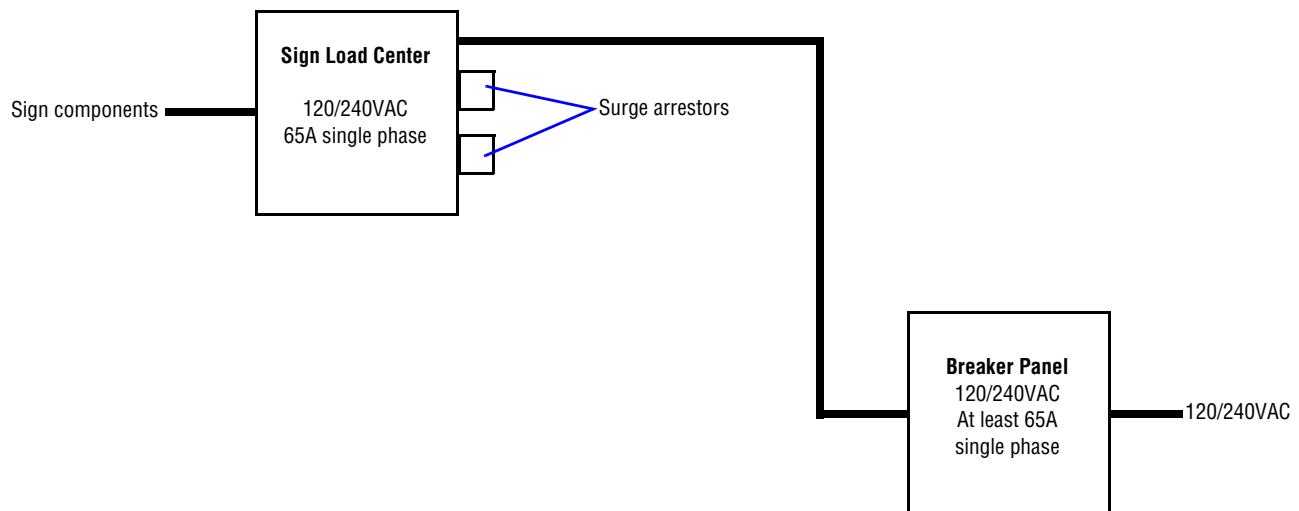 Sign Load Center
120/240VAC
65A single phase
Sign components
Surge arrestors
Breaker Panel
120/240VAC
At least 65A
single phase
120/240VAC